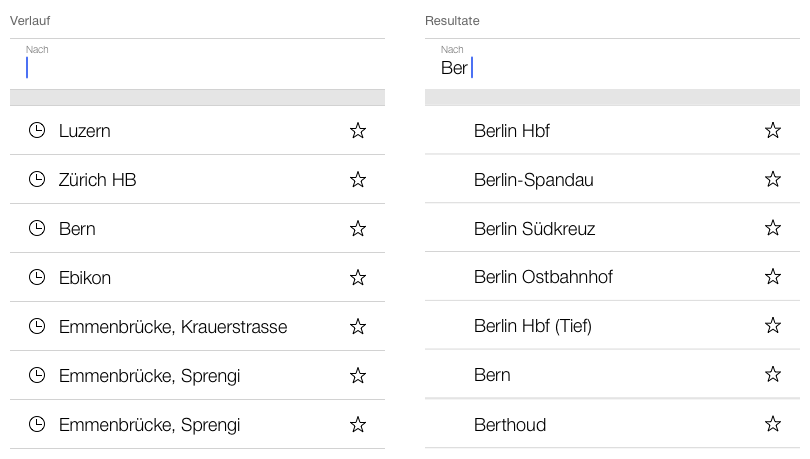 Verlauf
Nach
Luzern
Zürich HB
Bern
Ebikon
Emmenbrücke, Krauerstrasse
Emmenbrücke, Sprengi
Emmenbrücke, Sprengi
Resultate
Nach
Ber
Berlin Hbf
Berlin-Spandau
Berlin Südkreuz
Berlin Ostbahnhof
Berlin Hbf (Tief)
Bern
Berthoud